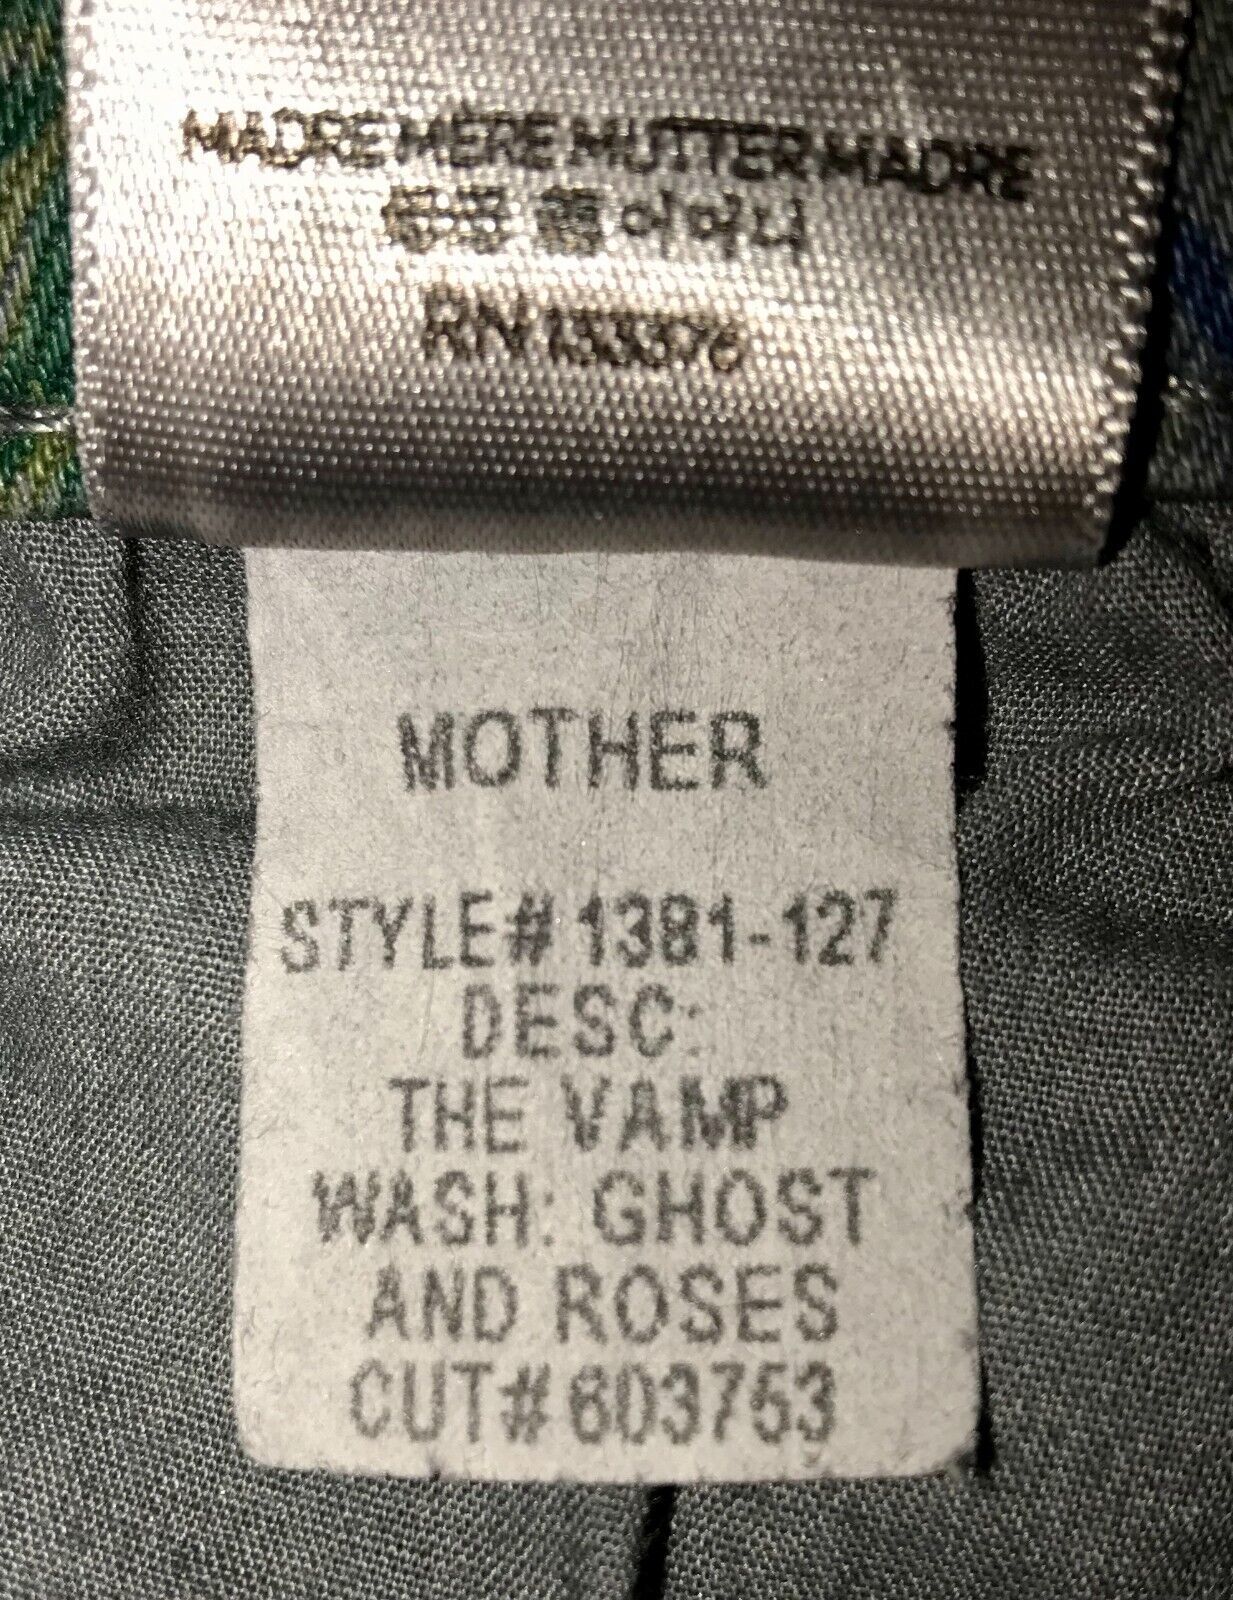 MADRE MÈRE MUTTER MADRE
어머니
RN 133376
MOTHER
STYLE# 1381-127
DESC:
THE VAMP
WASH: GHOST
AND ROSES
CUT# 603753